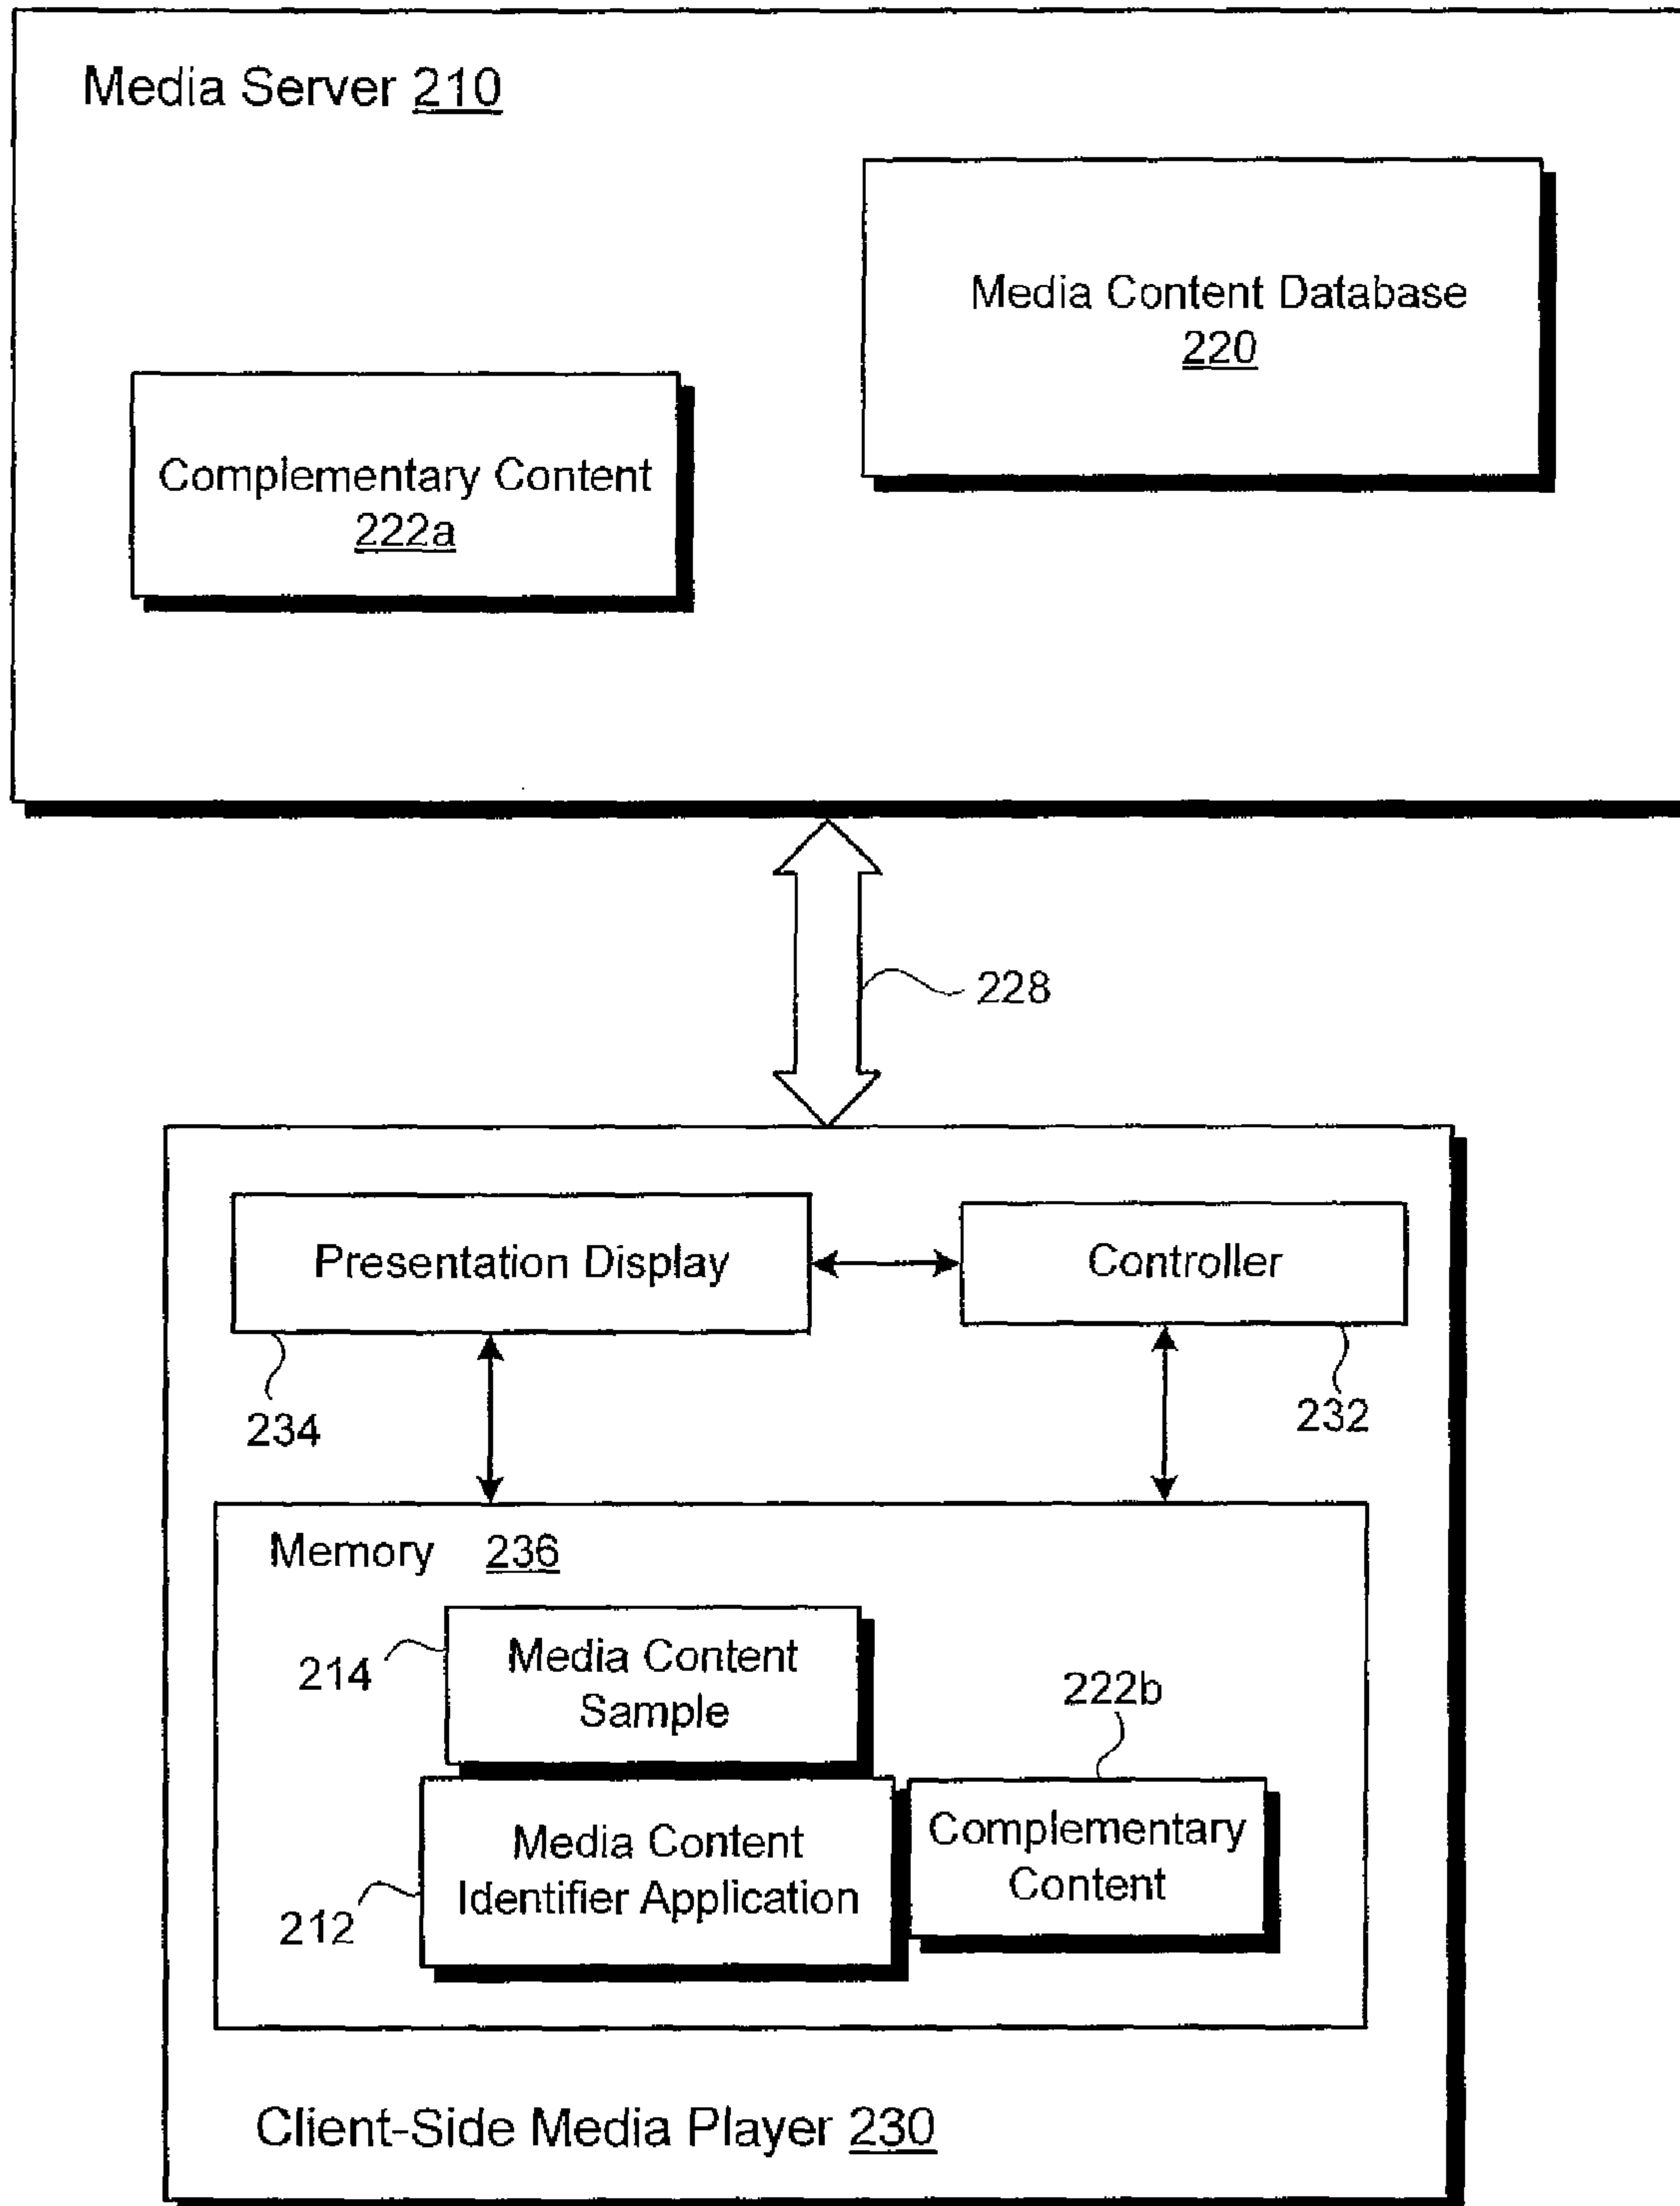 Media Server 210
Media Content Database
220
Complementary Content
222a
228
Presentation Display
Controller
234
232
Memory 236
214
Media Content
Sample
222b
Media Content
Identifier Application
212
Complementary
Content
Client-Side Media Player 230